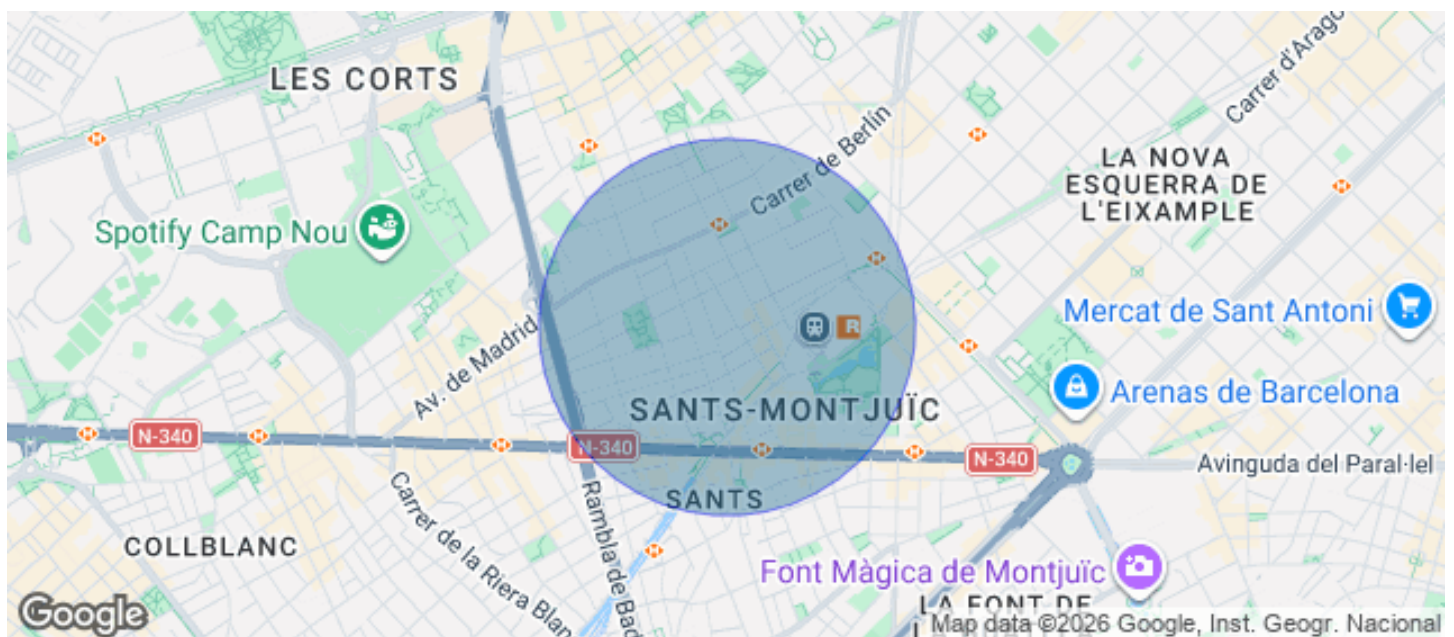 LES CORTS
Carrer d'Arago
Carrer de Berlín
LA NOVA
ESQUERRA DE
L'EIXAMPLE
Spotify Camp Nou
Mercat de Sant Antoni
R
Av. de Madrid
Arenas de Barcelona
SANTS-MONTJUÏC
N-340
N-340
N-340
Avinguda del Paral·lel
SANTS
Carrer de la Riera Blan
Rambla de Bad
COLLBLANC
Font Màgica de Montjuïc
LA FONT DE
Google
Map data ©2026 Google, Inst. Geogr. Nacional